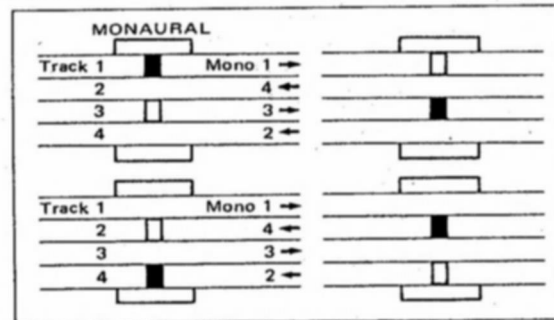 MONAURAL
Track 1 Mono 1 →
2 4 ←
3 3 →
4 2 ←
Track 1 Mono 1 →
2 4 ←
3 3 →
4 2 ←